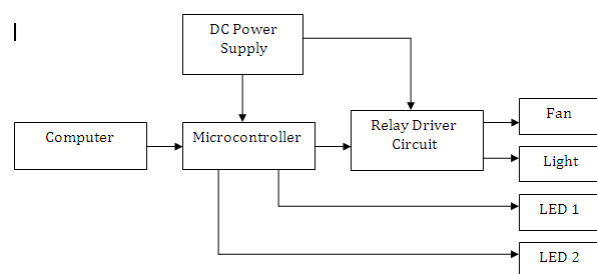 DC Power
Supply
Computer
Microcontroller
Relay Driver
Circuit
Fan
Light
LED 1
LED 2